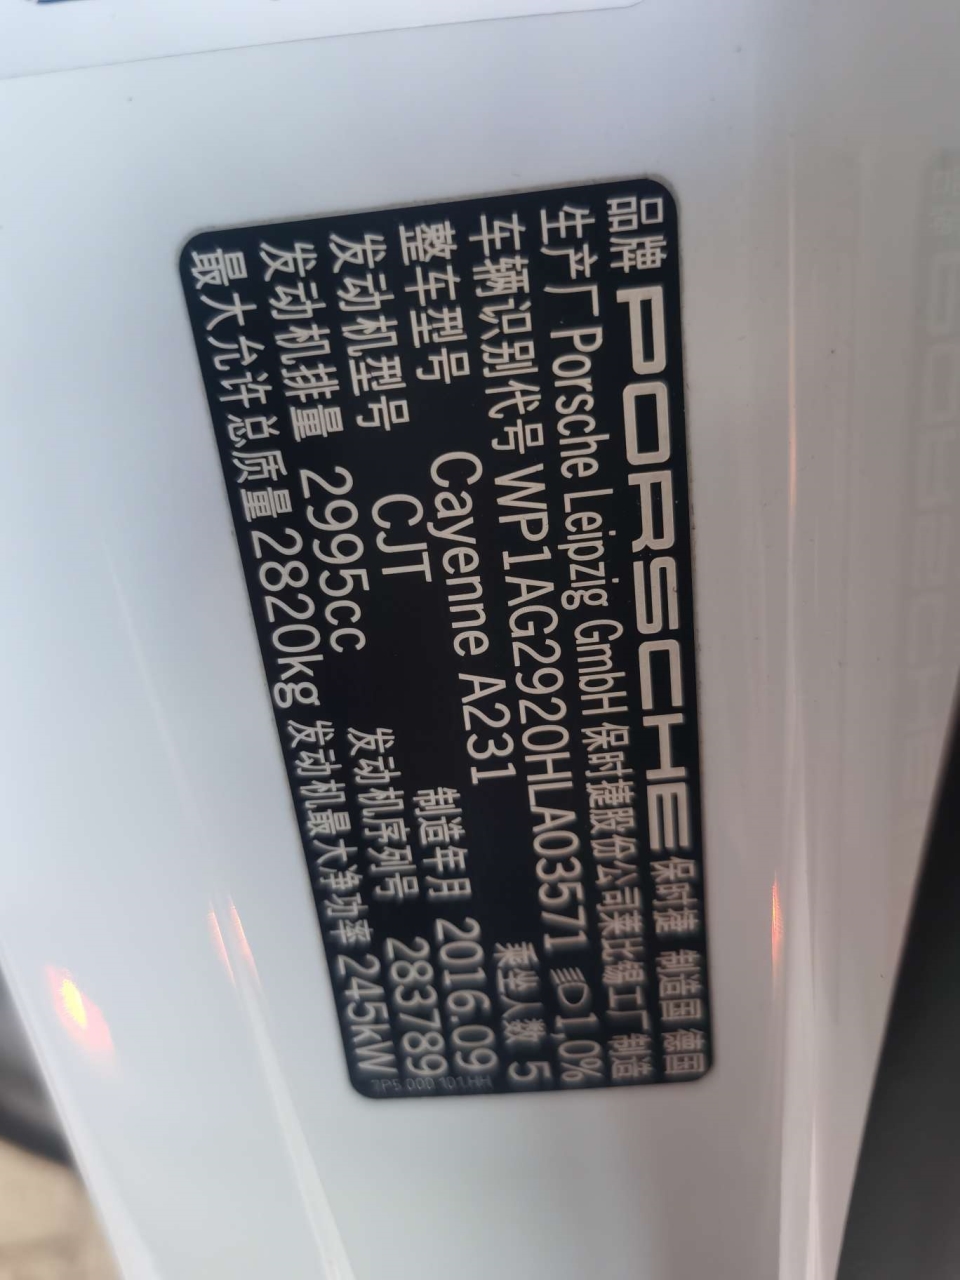 品牌 PORSCHE 保时捷 制造国 德国
生产厂 Porsche Leipzig GmbH 保时捷股份公司莱比锡工厂制造
车辆识别代号 WP1AG2920HLA03571 1,0%
整车型号 Cayenne A231 乘坐人数 5
发动机型号 CJT 制造年月 2016.09
发动机排量 2995cc 发动机序列号 283789
最大允许总质量 2820kg 发动机最大净功率 245kW
7P5 000 101 HH